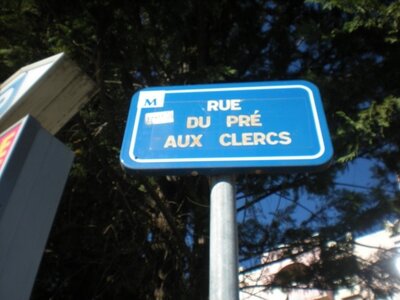 M
RUE
DU PRÉ
AUX CLERCS